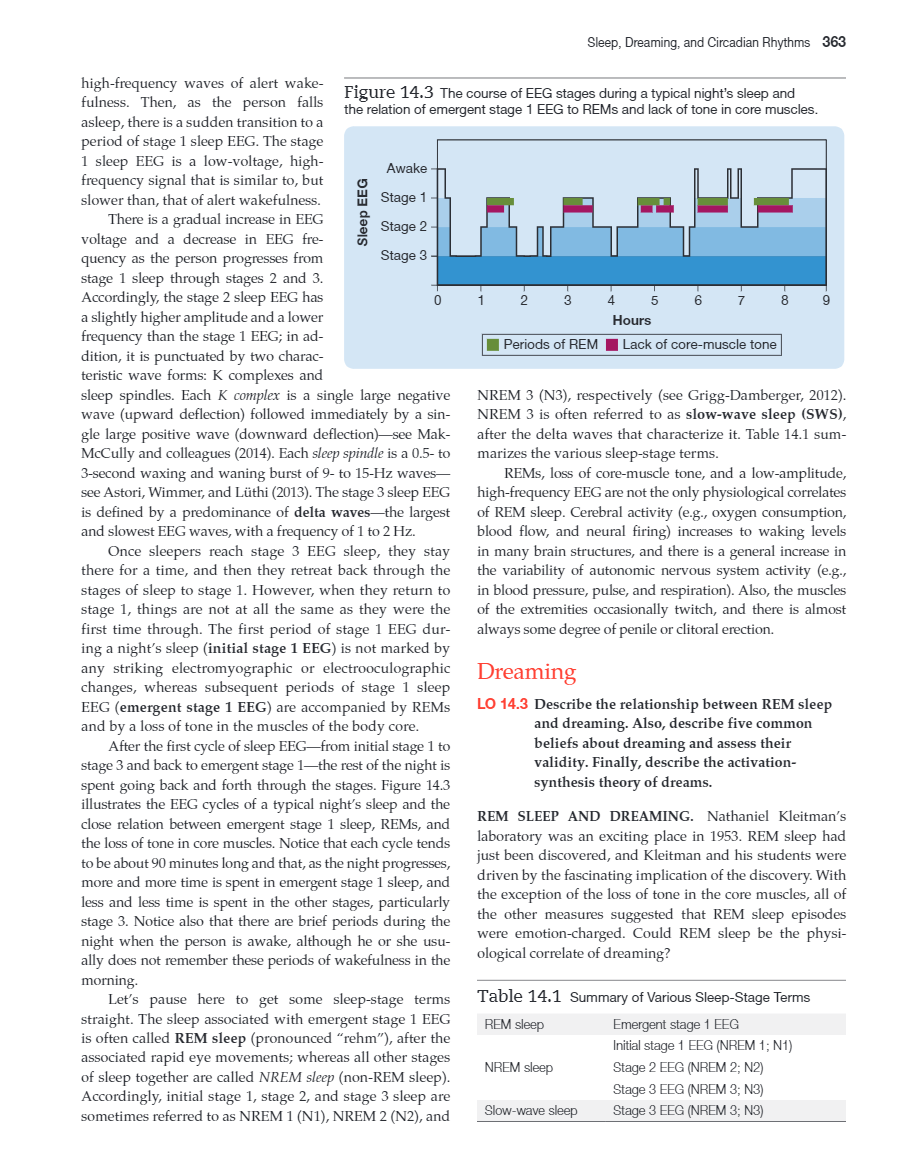 Sleep, Dreaming, and Circadian Rhythms 363
high-frequency waves of alert wake-
fulness. Then, as the person falls
asleep, there is a sudden transition to a
period of stage 1 sleep EEG. The stage
1 sleep EEG is a low-voltage, high-
frequency signal that is similar to, but
slower than, that of alert wakefulness.
There is a gradual increase in EEG
voltage and a decrease in EEG fre-
quency as the person progresses from
stage 1 sleep through stages 2 and 3.
Accordingly, the stage 2 sleep EEG has
a slightly higher amplitude and a lower
frequency than the stage 1 EEG; in ad-
dition, it is punctuated by two charac-
teristic wave forms: K complexes and
sleep spindles. Each K complex is a single large negative
wave (upward deflection) followed immediately by a sin-
gle large positive wave (downward deflection)—see Mak-
McCully and colleagues (2014). Each sleep spindle is a 0.5- to
3-second waxing and waning burst of 9- to 15-Hz waves—
see Astori, Wimmer, and Lüthi (2013). The stage 3 sleep EEG
is defined by a predominance of delta waves—the largest
and slowest EEG waves, with a frequency of 1 to 2 Hz.
Once sleepers reach stage 3 EEG sleep, they stay
there for a time, and then they retreat back through the
stages of sleep to stage 1. However, when they return to
stage 1, things are not at all the same as they were the
first time through. The first period of stage 1 EEG dur-
ing a night's sleep (initial stage 1 EEG) is not marked by
any striking electromyographic or electrooculographic
changes, whereas subsequent periods of stage 1 sleep
EEG (emergent stage 1 EEG) are accompanied by REMs
and by a loss of tone in the muscles of the body core.
After the first cycle of sleep EEG—from initial stage 1 to
stage 3 and back to emergent stage 1—the rest of the night is
spent going back and forth through the stages. Figure 14.3
illustrates the EEG cycles of a typical night's sleep and the
close relation between emergent stage 1 sleep, REMs, and
the loss of tone in core muscles. Notice that each cycle tends
to be about 90 minutes long and that, as the night progresses,
more and more time is spent in emergent stage 1 sleep, and
less and less time is spent in the other stages, particularly
stage 3. Notice also that there are brief periods during the
night when the person is awake, although he or she usu-
ally does not remember these periods of wakefulness in the
morning.
Let's pause here to get some sleep-stage terms
straight. The sleep associated with emergent stage 1 EEG
is often called REM sleep (pronounced “rehm”), after the
associated rapid eye movements; whereas all other stages
of sleep together are called NREM sleep (non-REM sleep).
Accordingly, initial stage 1, stage 2, and stage 3 sleep are
sometimes referred to as NREM 1 (N1), NREM 2 (N2), and
Figure 14.3 The course of EEG stages during a typical night's sleep and
the relation of emergent stage 1 EEG to REMs and lack of tone in core muscles.
Sleep EEG
Awake
Stage 1
Stage 2
Stage 3
0 1 2 3 4 5 6 7 8 9
Hours
Periods of REM Lack of core-muscle tone
NREM 3 (N3), respectively (see Grigg-Damberger, 2012).
NREM 3 is often referred to as slow-wave sleep (SWS),
after the delta waves that characterize it. Table 14.1 sum-
marizes the various sleep-stage terms.
REMs, loss of core-muscle tone, and a low-amplitude,
high-frequency EEG are not the only physiological correlates
of REM sleep. Cerebral activity (e.g., oxygen consumption,
blood flow, and neural firing) increases to waking levels
in many brain structures, and there is a general increase in
the variability of autonomic nervous system activity (e.g.,
in blood pressure, pulse, and respiration). Also, the muscles
of the extremities occasionally twitch, and there is almost
always some degree of penile or clitoral erection.
Dreaming
LO 14.3 Describe the relationship between REM sleep
and dreaming. Also, describe five common
beliefs about dreaming and assess their
validity. Finally, describe the activation-
synthesis theory of dreams.
REM SLEEP AND DREAMING. Nathaniel Kleitman's
laboratory was an exciting place in 1953. REM sleep had
just been discovered, and Kleitman and his students were
driven by the fascinating implication of the discovery. With
the exception of the loss of tone in the core muscles, all of
the other measures suggested that REM sleep episodes
were emotion-charged. Could REM sleep be the physi-
ological correlate of dreaming?
Table 14.1 Summary of Various Sleep-Stage Terms
REM sleep Emergent stage 1 EEG
Initial stage 1 EEG (NREM 1; N1)
NREM sleep Stage 2 EEG (NREM 2; N2)
Stage 3 EEG (NREM 3; N3)
Slow-wave sleep Stage 3 EEG (NREM 3; N3)